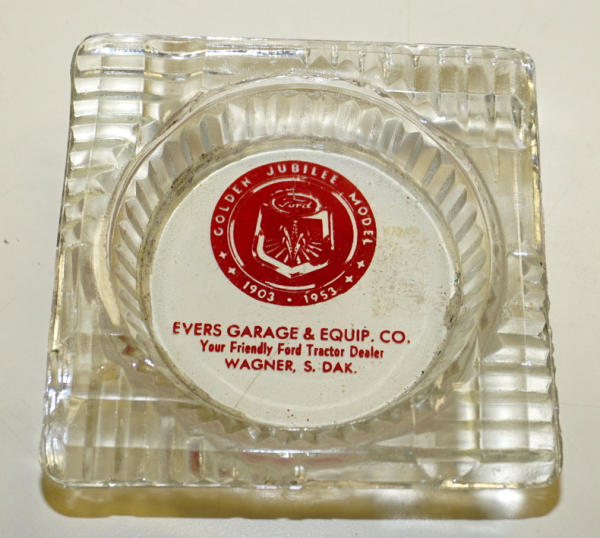 GOLDEN JUBILEE MODEL
Ford
1903 • 1953
EVERS GARAGE & EQUIP. CO.
Your Friendly Ford Tractor Dealer
WAGNER, S. DAK.